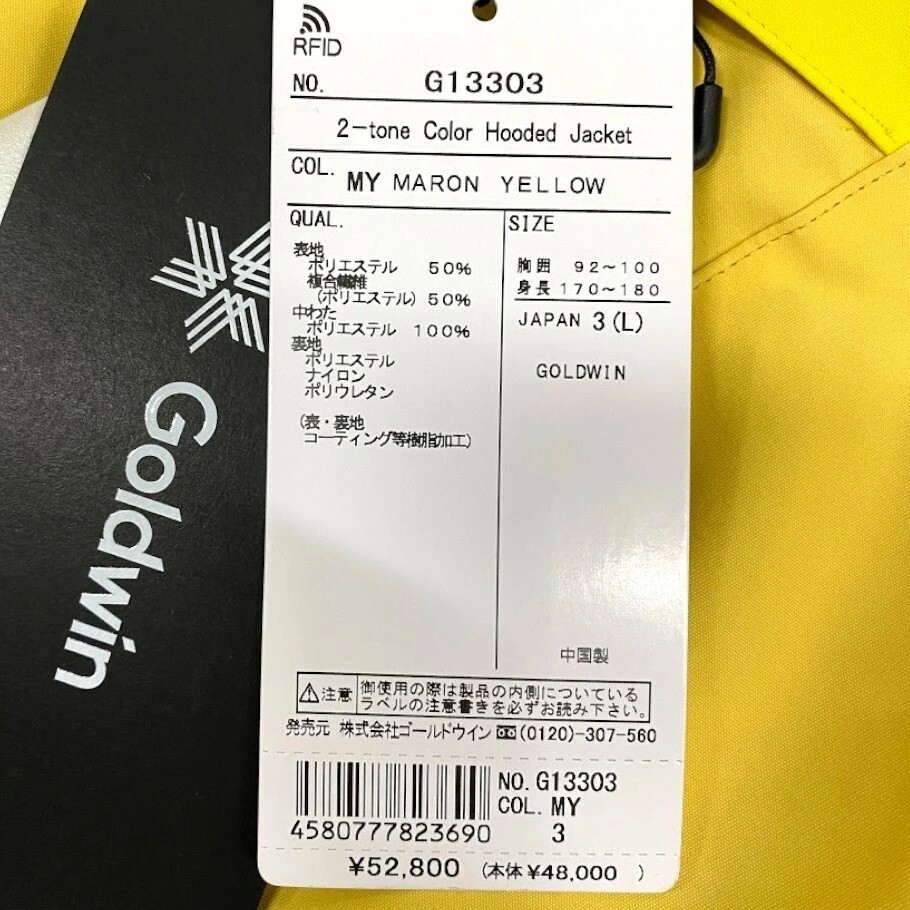 RFID
NO. G13303
2-tone Color Hooded Jacket
COL. MY MARON YELLOW
QUAL.
表地
ポリエステル 50%
複合繊維
(ポリエステル) 50%
中わた
ポリエステル 100%
裏地
ポリエステル
ナイロン
ポリウレタン
(表・裏地
コーティング等樹脂加工)
SIZE
胸囲 92~100
身長 170~180
JAPAN 3(L)
GOLDWIN
中国製
注意 御使用の際は製品の内側についている
ラベルの注意書きを必ずお読み下さい。
発売元 株式会社ゴールドウイン (0120)-307-560
4580777823690
NO. G13303
COL. MY
3
¥52,800 (本体 ¥48,000 )
Goldwin